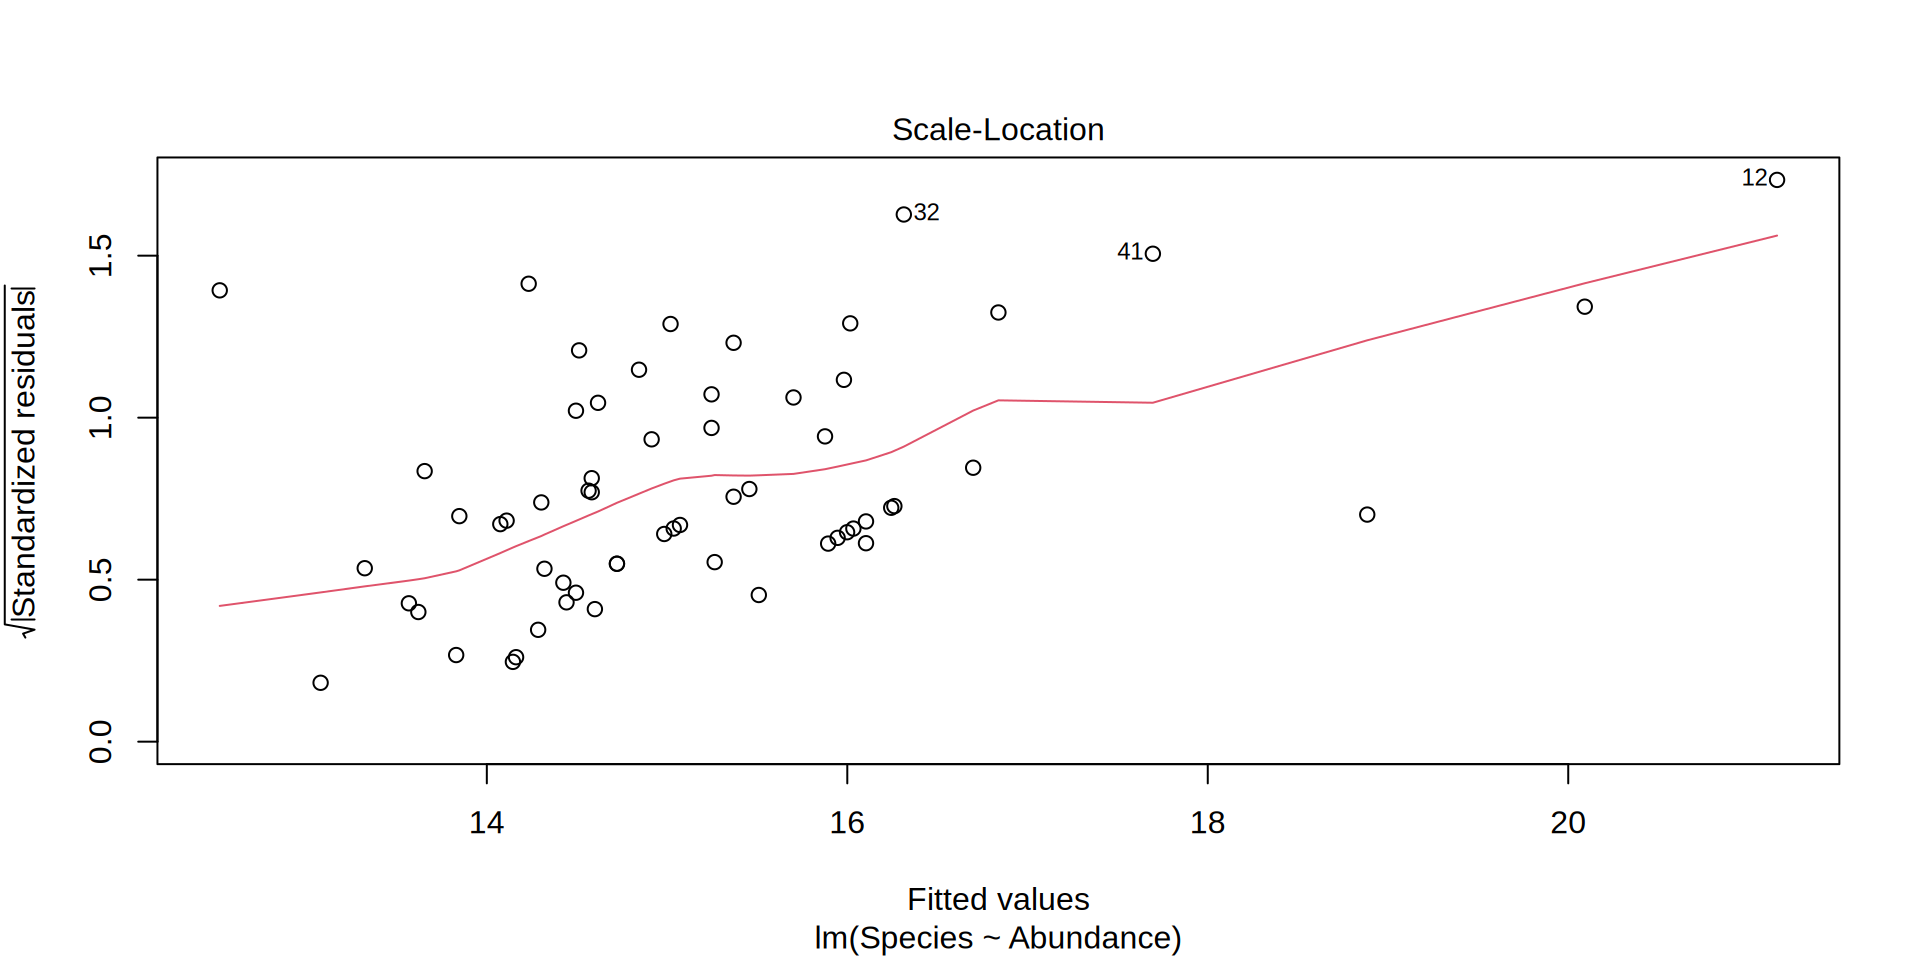 Scale-Location
√|Standardized residuals|
1.5
1.0
0.5
0.0
12
32
41
14 16 18 20
Fitted values
lm(Species ~ Abundance)